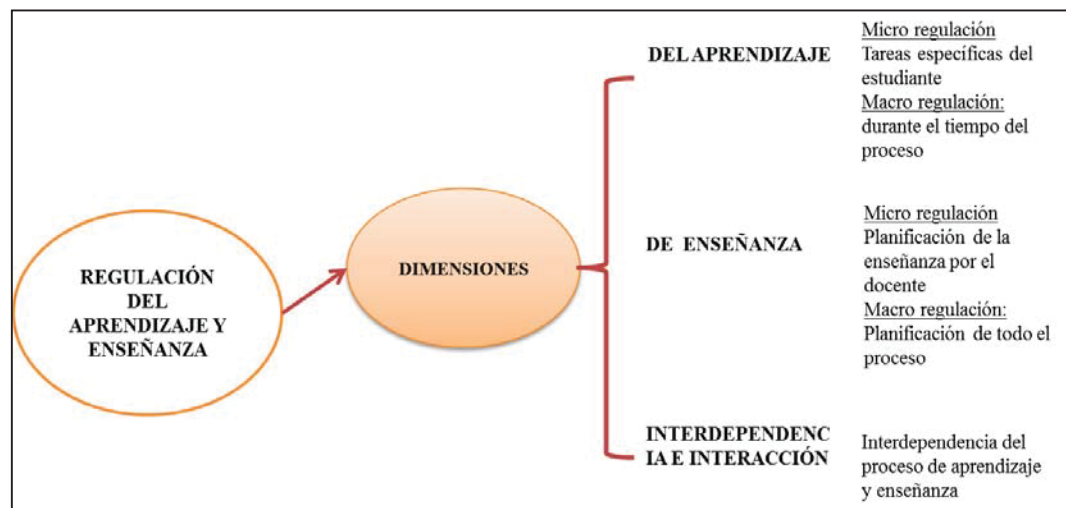 REGULACIÓN
DEL
APRENDIZAJE Y
ENSEÑANZA
DIMENSIONES
DEL APRENDIZAJE
Micro regulación
Tareas específicas del
estudiante
Macro regulación:
durante el tiempo del
proceso
DE ENSEÑANZA
Micro regulación
Planificación de la
enseñanza por el
docente
Macro regulación:
Planificación de todo el
proceso
INTERDEPENDENC
IA E INTERACCIÓN
Interdependencia del
proceso de aprendizaje
y enseñanza